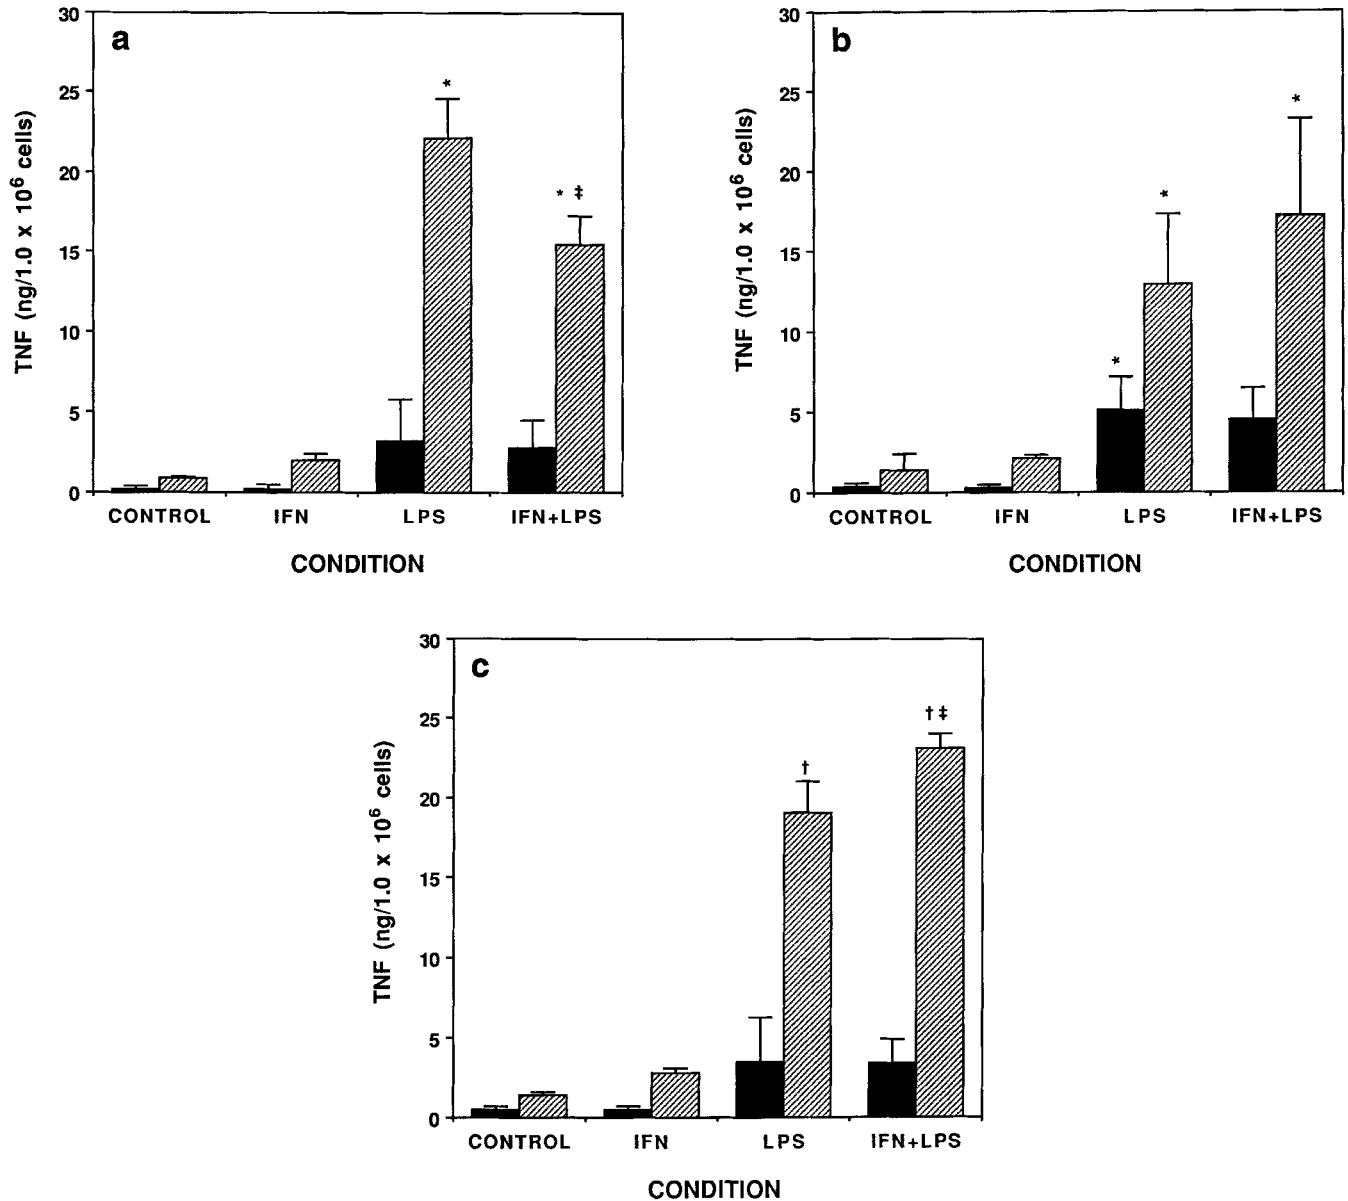 a
30
25
20
15
10
5
0
TNF (ng/1.0 x 10⁶ cells)
*
* ‡
CONTROL IFN LPS IFN+LPS
CONDITION
b
30
25
20
15
10
5
0
TNF (ng/1.0 x 10⁶ cells)
*
*
*
CONTROL IFN LPS IFN+LPS
CONDITION
c
30
25
20
15
10
5
0
TNF (ng/1.0 x 10⁶ cells)
†
† ‡
CONTROL IFN LPS IFN+LPS
CONDITION